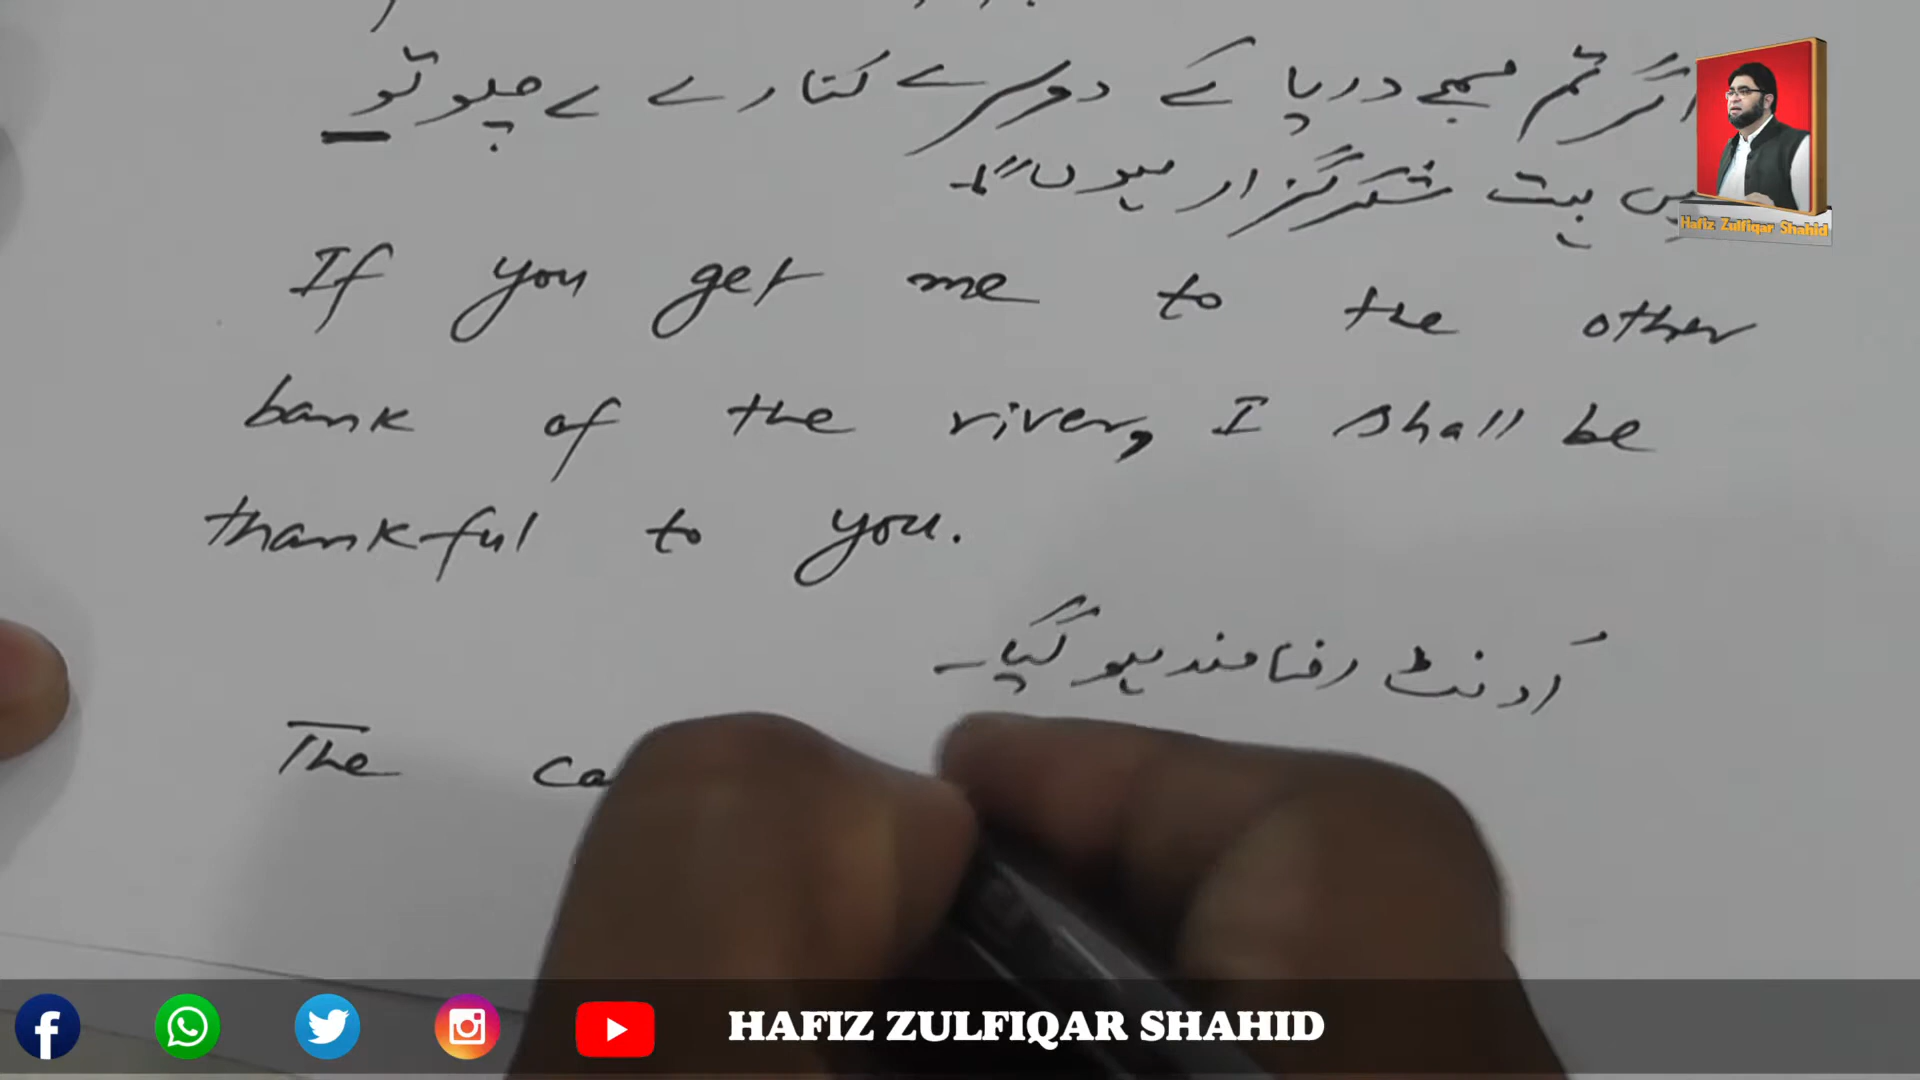 اگر تم مجھے دریا کے دوسرے کنارے لے چلو تو
میں بہت شکرگزار ہوں گا۔
Hafiz Zulfiqar Shahid
If you get me to the other
bank of the river, I shall be
thankful to you.
اُونٹ رضامند ہو گیا۔
The ca
HAFIZ ZULFIQAR SHAHID